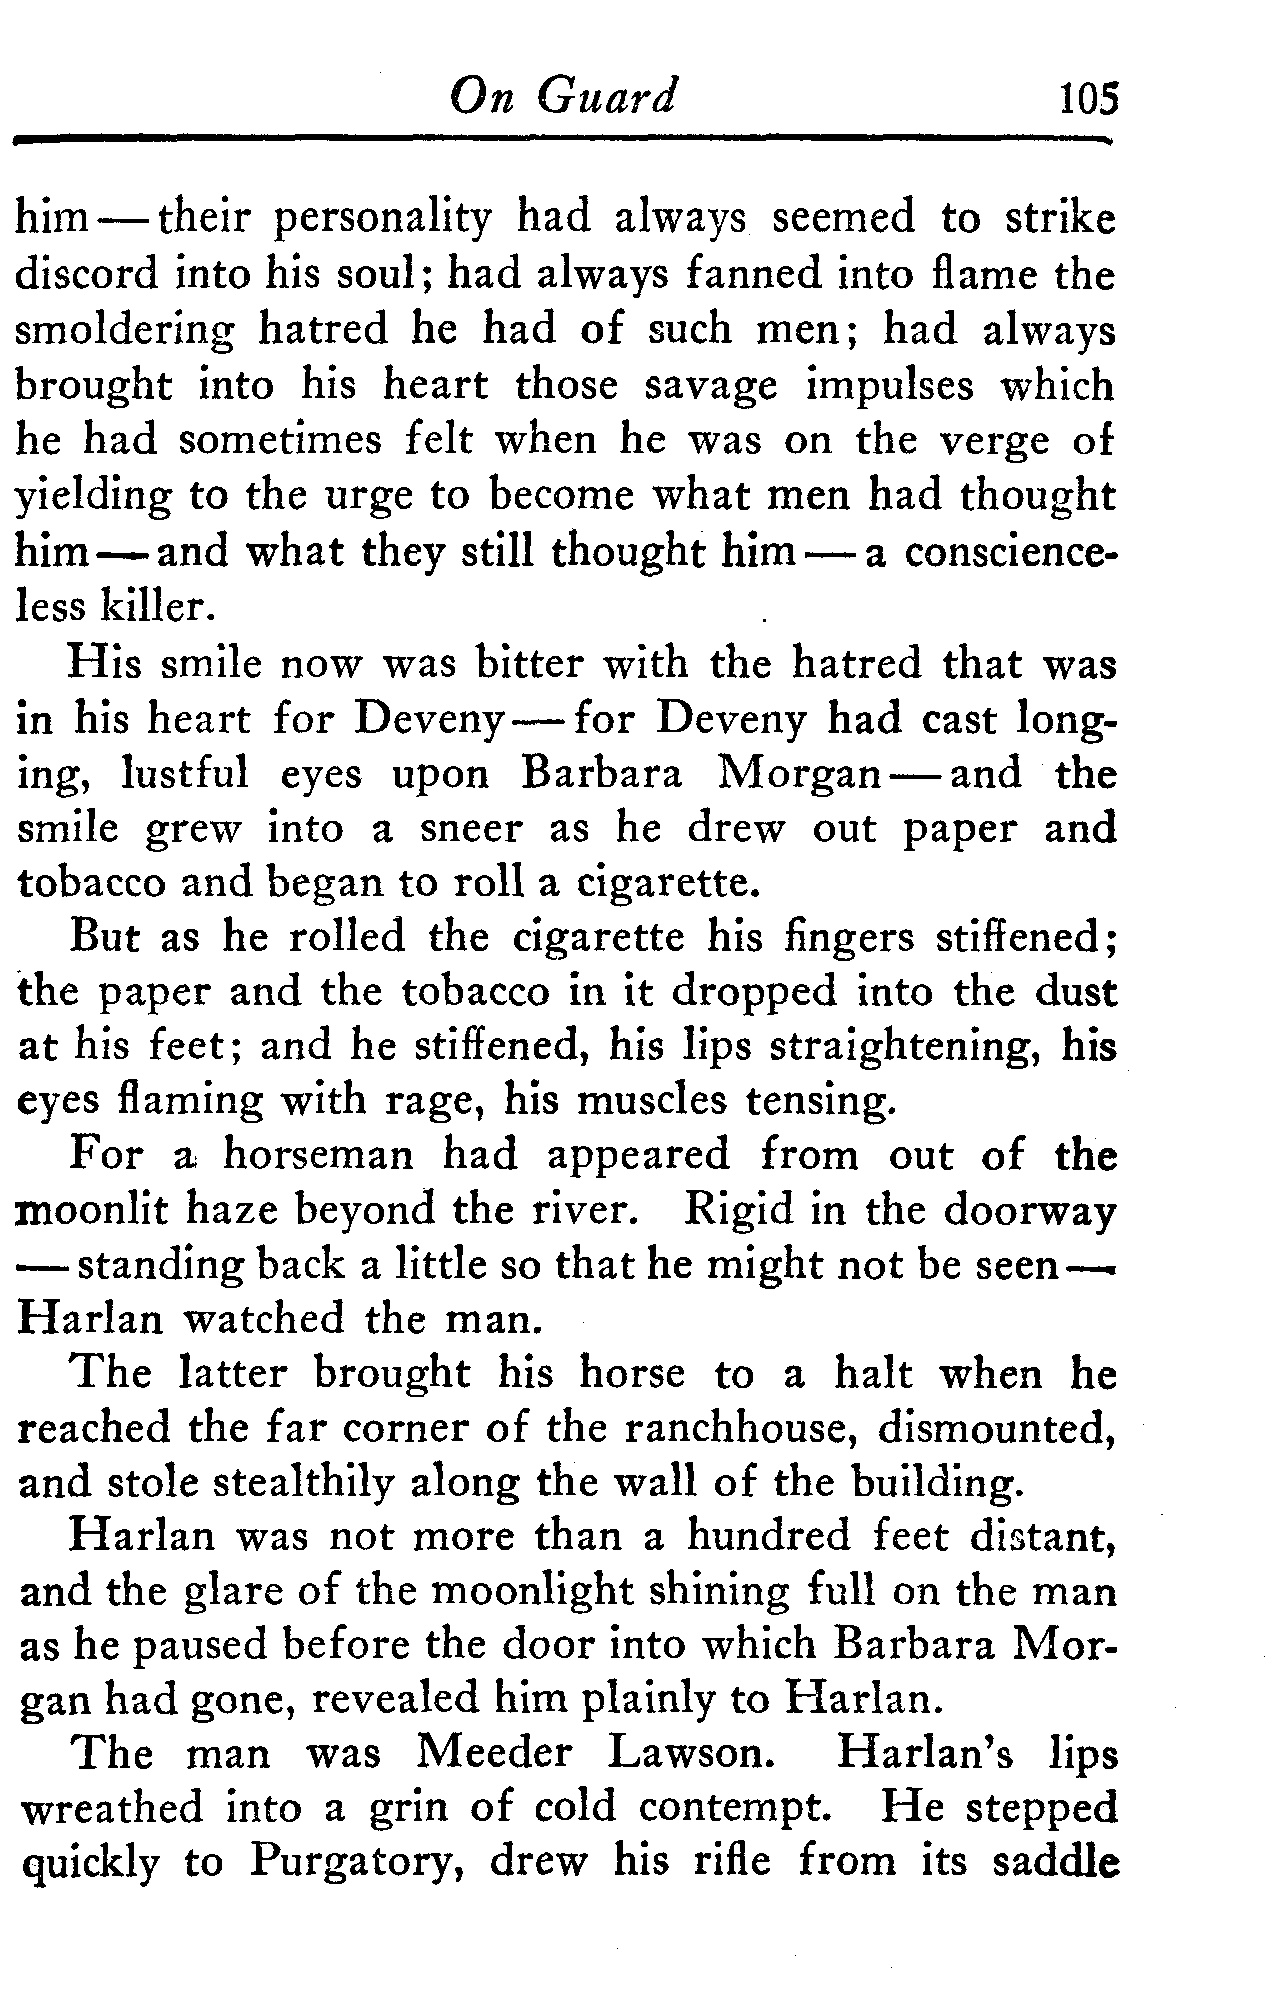 On Guard 105
him — their personality had always seemed to strike
discord into his soul; had always fanned into flame the
smoldering hatred he had of such men; had always
brought into his heart those savage impulses which
he had sometimes felt when he was on the verge of
yielding to the urge to become what men had thought
him — and what they still thought him — a conscience-
less killer.
His smile now was bitter with the hatred that was
in his heart for Deveny — for Deveny had cast long-
ing, lustful eyes upon Barbara Morgan — and the
smile grew into a sneer as he drew out paper and
tobacco and began to roll a cigarette.
But as he rolled the cigarette his fingers stiffened;
the paper and the tobacco in it dropped into the dust
at his feet; and he stiffened, his lips straightening, his
eyes flaming with rage, his muscles tensing.
For a horseman had appeared from out of the
moonlit haze beyond the river. Rigid in the doorway
— standing back a little so that he might not be seen —
Harlan watched the man.
The latter brought his horse to a halt when he
reached the far corner of the ranchhouse, dismounted,
and stole stealthily along the wall of the building.
Harlan was not more than a hundred feet distant,
and the glare of the moonlight shining full on the man
as he paused before the door into which Barbara Mor-
gan had gone, revealed him plainly to Harlan.
The man was Meeder Lawson. Harlan's lips
wreathed into a grin of cold contempt. He stepped
quickly to Purgatory, drew his rifle from its saddle